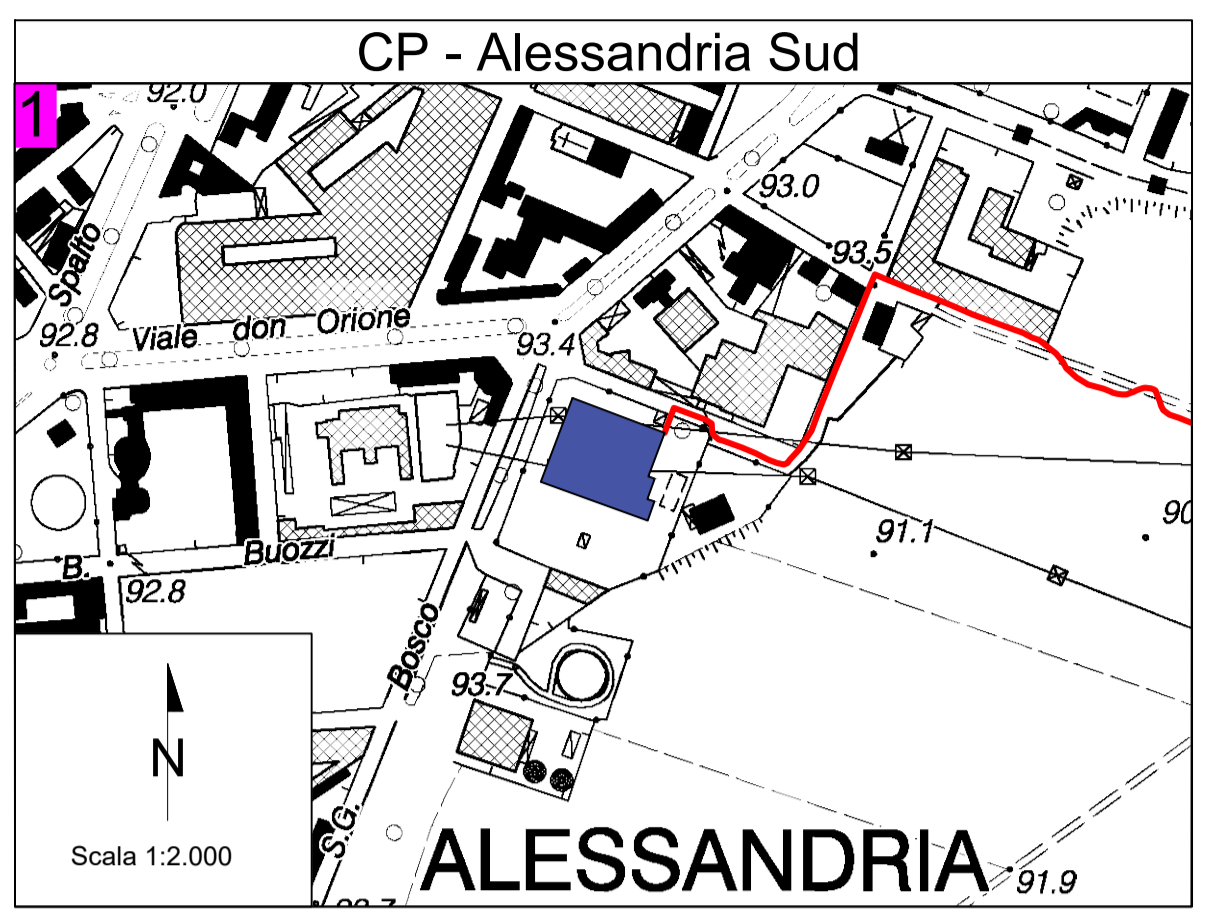 CP - Alessandria Sud
1
92.0
93.0
Spalto
93.5
92.8
Viale don Orione
93.4
91.1
90
B.
Buozzi
92.8
Bosco
93.7
N
Scala 1:2.000
S.G.
ALESSANDRIA
91.9